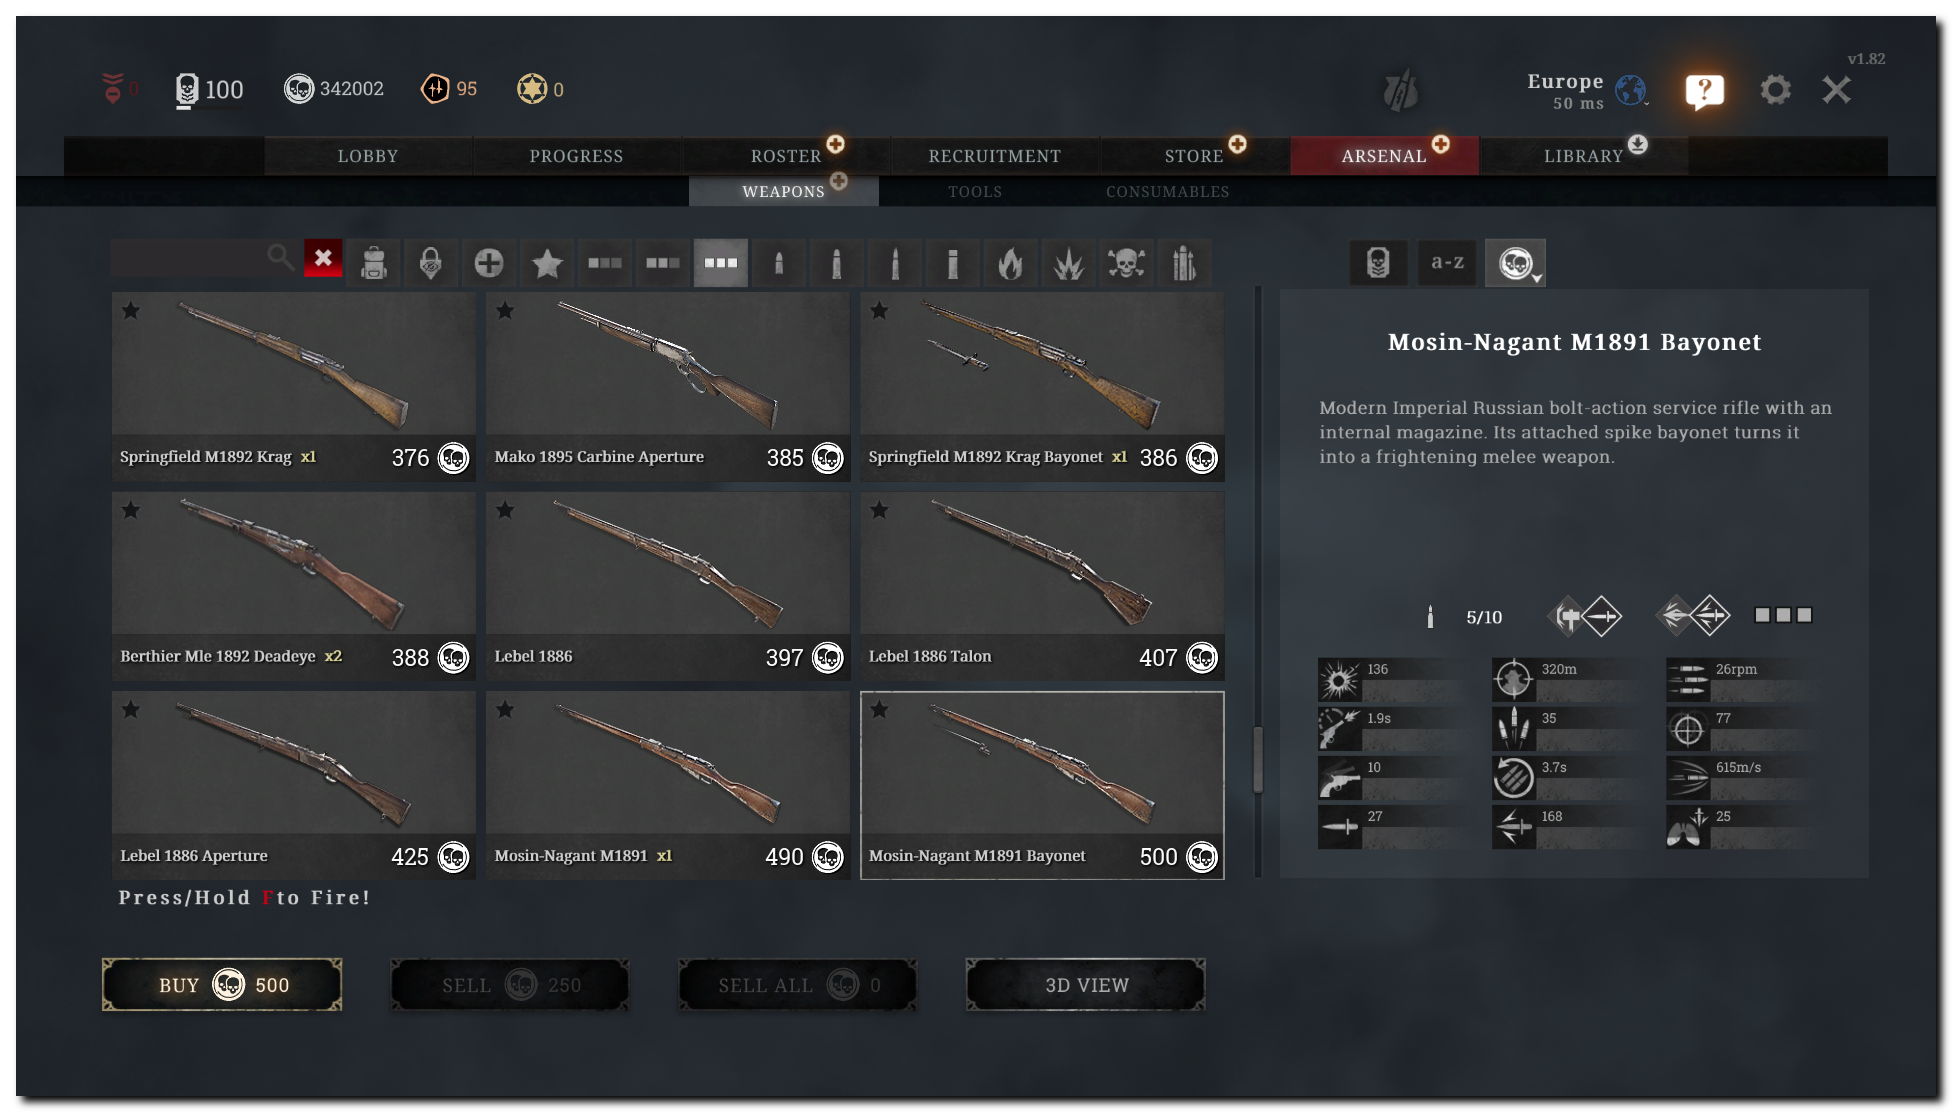 v1.82
0 100 342002 95 0
Europe
50 ms
?
LOBBY PROGRESS ROSTER RECRUITMENT STORE ARSENAL LIBRARY
WEAPONS TOOLS CONSUMABLES
a-z
Springfield M1892 Krag x1 376
Mako 1895 Carbine Aperture 385
Springfield M1892 Krag Bayonet x1 386
Berthier Mle 1892 Deadeye x2 388
Lebel 1886 397
Lebel 1886 Talon 407
Lebel 1886 Aperture 425
Mosin-Nagant M1891 x1 490
Mosin-Nagant M1891 Bayonet 500
Mosin-Nagant M1891 Bayonet
Modern Imperial Russian bolt-action service rifle with an
internal magazine. Its attached spike bayonet turns it
into a frightening melee weapon.
5/10
136 320m 26rpm
1.9s 35 77
10 3.7s 615m/s
27 168 25
Press/Hold F to Fire!
BUY 500
SELL 250
SELL ALL 0
3D VIEW